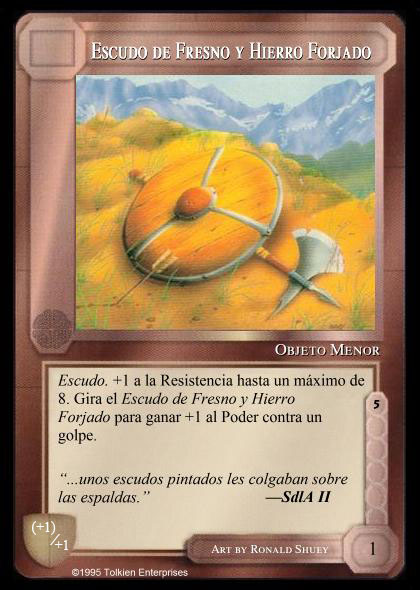 Escudo de Fresno y Hierro Forjado
Objeto Menor
Escudo. +1 a la Resistencia hasta un máximo de
8. Gira el Escudo de Fresno y Hierro
Forjado para ganar +1 al Poder contra un
golpe.
5
“...unos escudos pintados les colgaban sobre
las espaldas.” —SdlA II
(+1)/+1
Art by Ronald Shuey
1
©1995 Tolkien Enterprises